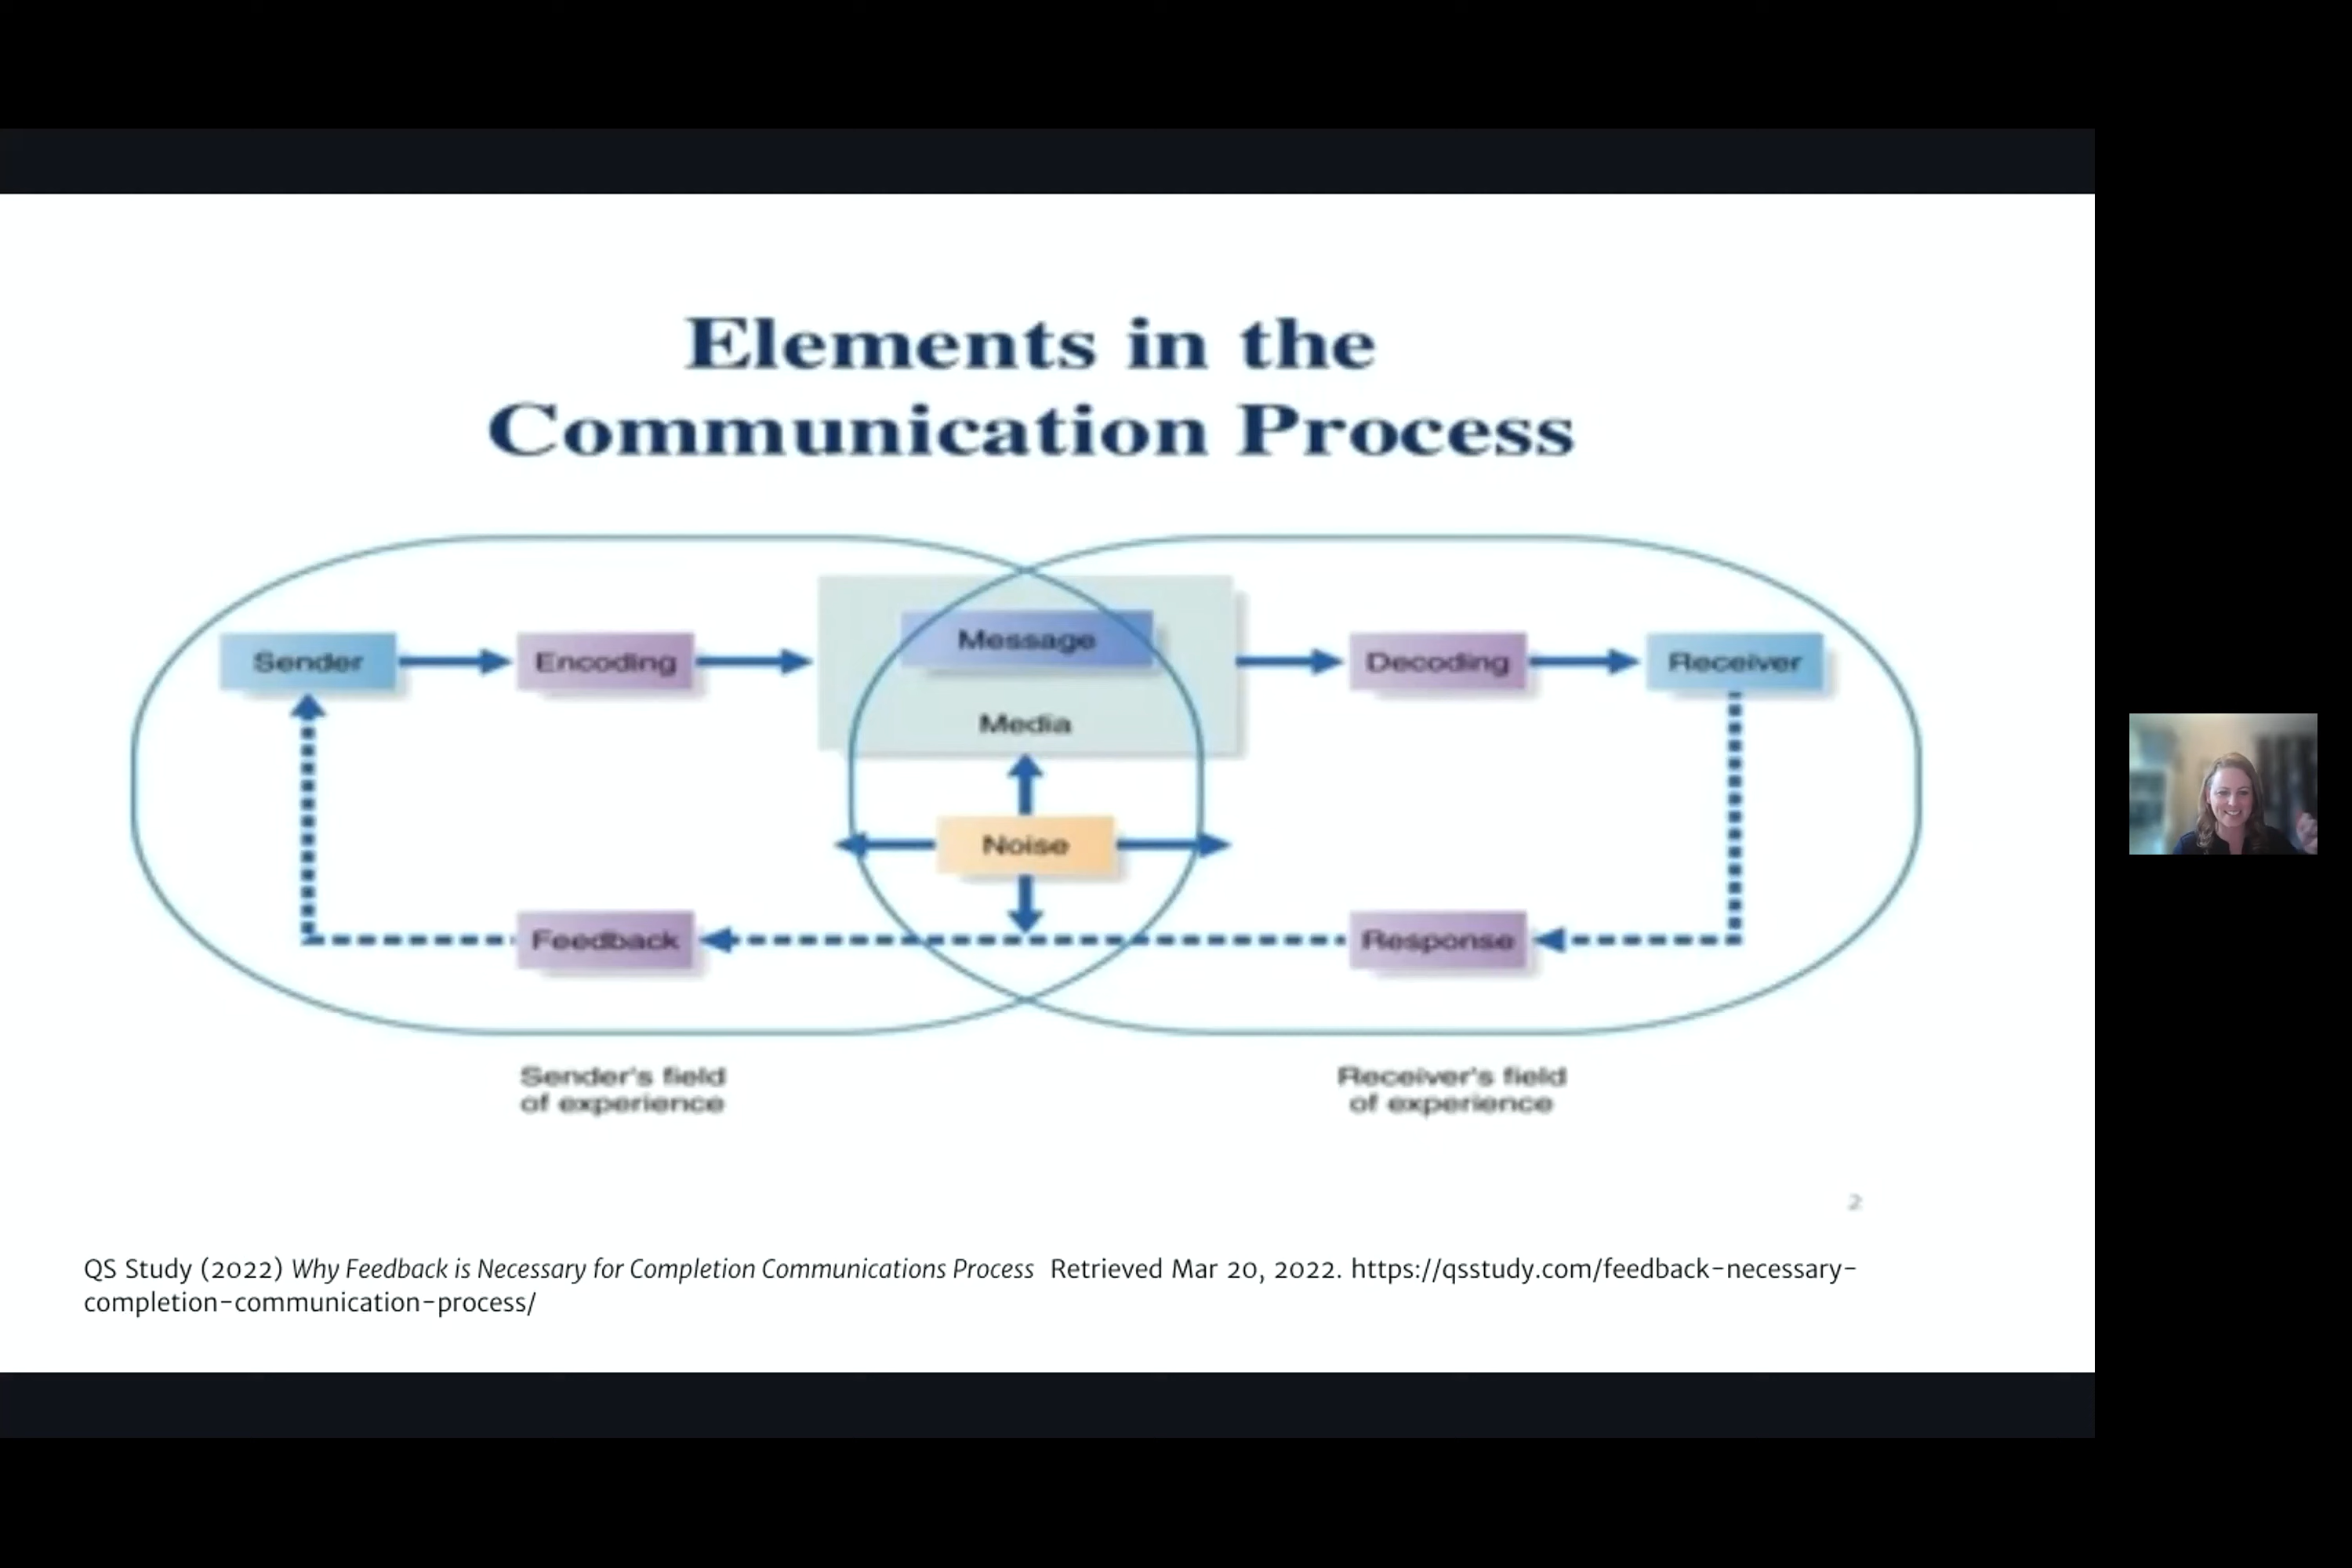 Elements in the
Communication Process
Message
Sender
Encoding
Decoding
Receiver
Media
Noise
Feedback
Response
Sender's field
of experience
Receiver's field
of experience
2
QS Study (2022) Why Feedback is Necessary for Completion Communications Process Retrieved Mar 20, 2022. https://qsstudy.com/feedback-necessary-
completion-communication-process/